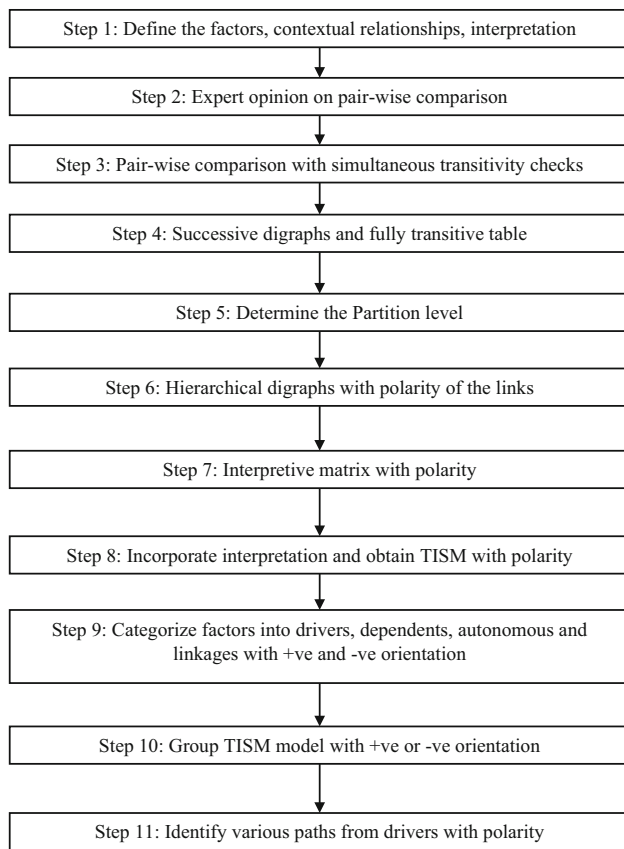 Step 1: Define the factors, contextual relationships, interpretation
Step 2: Expert opinion on pair-wise comparison
Step 3: Pair-wise comparison with simultaneous transitivity checks
Step 4: Successive digraphs and fully transitive table
Step 5: Determine the Partition level
Step 6: Hierarchical digraphs with polarity of the links
Step 7: Interpretive matrix with polarity
Step 8: Incorporate interpretation and obtain TISM with polarity
Step 9: Categorize factors into drivers, dependents, autonomous and
linkages with +ve and -ve orientation
Step 10: Group TISM model with +ve or -ve orientation
Step 11: Identify various paths from drivers with polarity